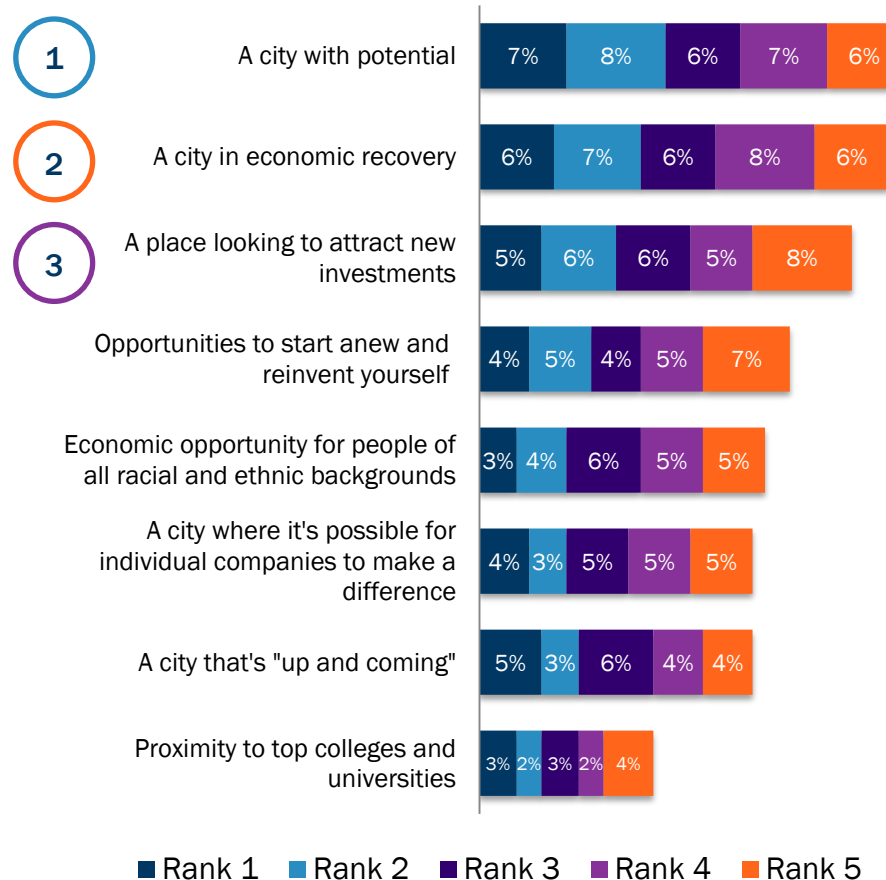 1
A city with potential
7% 8% 6% 7% 6%
2
A city in economic recovery
6% 7% 6% 8% 6%
3
A place looking to attract new
investments
5% 6% 6% 5% 8%
Opportunities to start anew and
reinvent yourself
4% 5% 4% 5% 7%
Economic opportunity for people of
all racial and ethnic backgrounds
3% 4% 6% 5% 5%
A city where it's possible for
individual companies to make a
difference
4% 3% 5% 5% 5%
A city that's "up and coming"
5% 3% 6% 4% 4%
Proximity to top colleges and
universities
3% 2% 3% 2% 4%
Rank 1 Rank 2 Rank 3 Rank 4 Rank 5